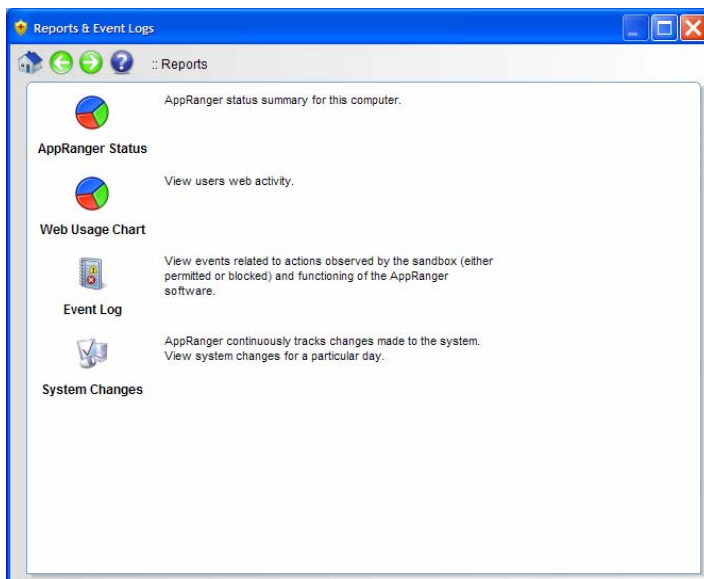 Reports & Event Logs
:: Reports
AppRanger status summary for this computer.
AppRanger Status
View users web activity.
Web Usage Chart
View events related to actions observed by the sandbox (either
permitted or blocked) and functioning of the AppRanger
software.
Event Log
AppRanger continuously tracks changes made to the system.
View system changes for a particular day.
System Changes